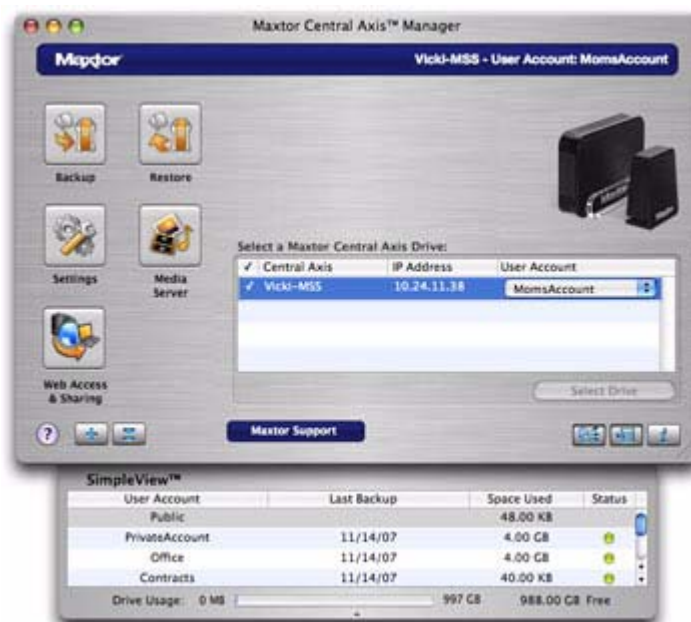 Maxtor Central Axis™ Manager
Maxtor
Vicki-MSS - User Account: MomsAccount
Backup
Restore
Settings
Media Server
Web Access & Sharing
Maxtor
Maxtor
Select a Maxtor Central Axis Drive:
✓ Central Axis IP Address User Account
✓ Vicki-MSS 10.24.11.38 MomsAccount
Select Drive
?
Maxtor Support
i
SimpleView™
User Account Last Backup Space Used Status
Public 48.00 KB
PrivateAccount 11/14/07 4.00 GB
Office 11/14/07 4.00 GB
Contracts 11/14/07 40.00 KB
Drive Usage: 0 MB 997 GB 988.00 GB Free